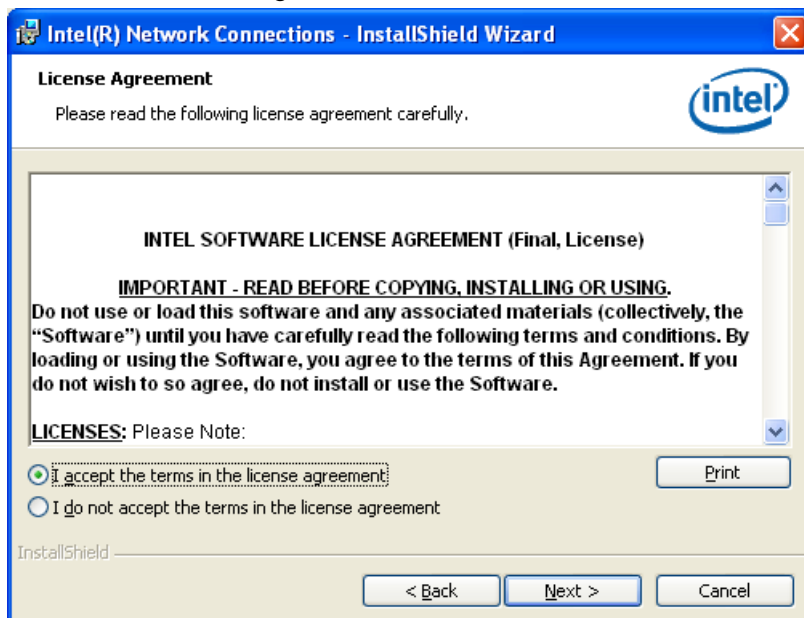 Intel(R) Network Connections - InstallShield Wizard
License Agreement
Please read the following license agreement carefully.
intel
INTEL SOFTWARE LICENSE AGREEMENT (Final, License)
IMPORTANT - READ BEFORE COPYING, INSTALLING OR USING.
Do not use or load this software and any associated materials (collectively, the
“Software”) until you have carefully read the following terms and conditions. By
loading or using the Software, you agree to the terms of this Agreement. If you
do not wish to so agree, do not install or use the Software.
LICENSES: Please Note:
I accept the terms in the license agreement
Print
I do not accept the terms in the license agreement
InstallShield
< Back
Next >
Cancel